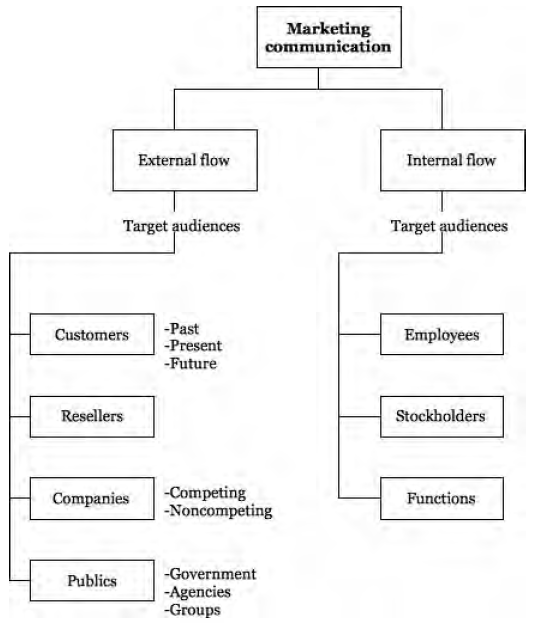 Marketing
communication
External flow
Internal flow
Target audiences
Target audiences
Customers
-Past
-Present
-Future
Employees
Resellers
Stockholders
Companies
-Competing
-Noncompeting
Functions
Publics
-Government
-Agencies
-Groups